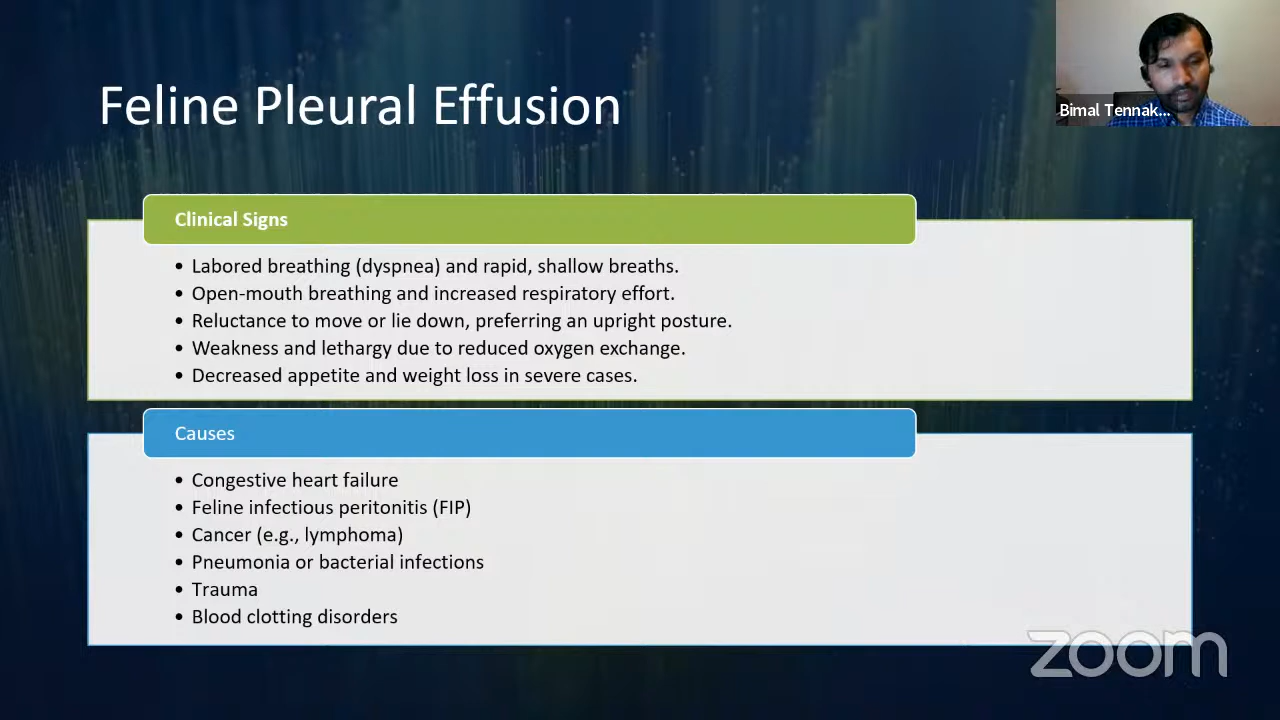 Feline Pleural Effusion
Bimal Tennak...
Clinical Signs
• Labored breathing (dyspnea) and rapid, shallow breaths.
• Open-mouth breathing and increased respiratory effort.
• Reluctance to move or lie down, preferring an upright posture.
• Weakness and lethargy due to reduced oxygen exchange.
• Decreased appetite and weight loss in severe cases.
Causes
• Congestive heart failure
• Feline infectious peritonitis (FIP)
• Cancer (e.g., lymphoma)
• Pneumonia or bacterial infections
• Trauma
• Blood clotting disorders
zoom